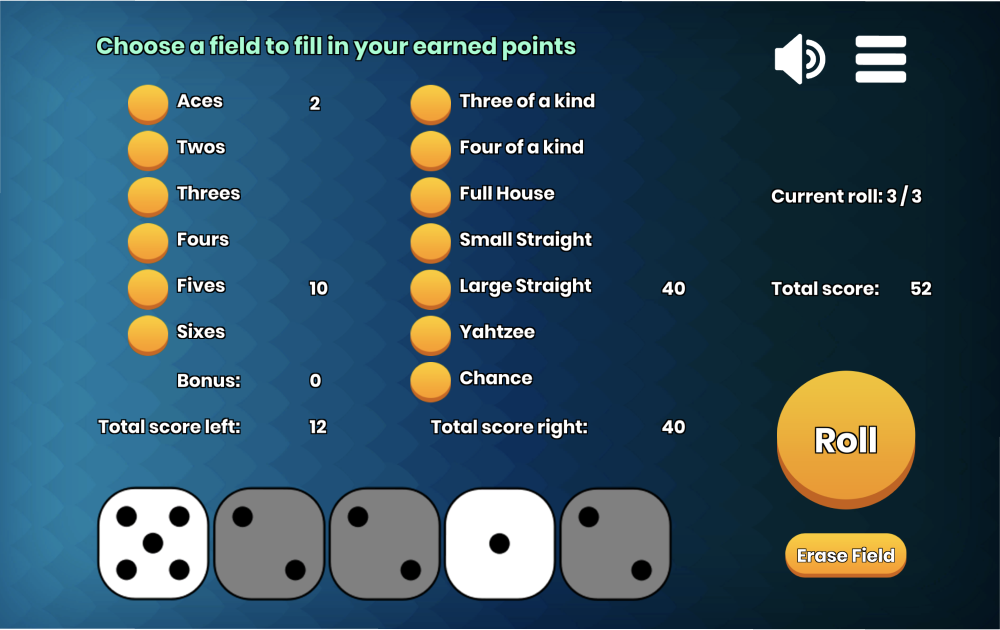 Choose a field to fill in your earned points
Aces 2
Twos
Threes
Fours
Fives 10
Sixes
Bonus: 0
Total score left: 12
Three of a kind
Four of a kind
Full House
Small Straight
Large Straight 40
Yahtzee
Chance
Total score right: 40
Current roll: 3 / 3
Total score: 52
Roll
Erase Field